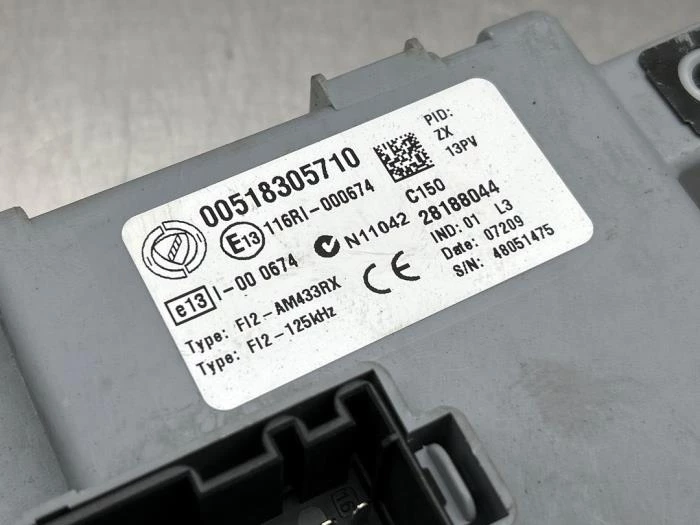 00518305710
E13 116RI-000674
N11042
e13 I-00 0674
CE
Type: FI2-AM433RX
Type: FI2-125kHz
PID:
ZX
13PV
C150
28188044
IND: 01 L3
Date: 07209
S/N: 48051475
16